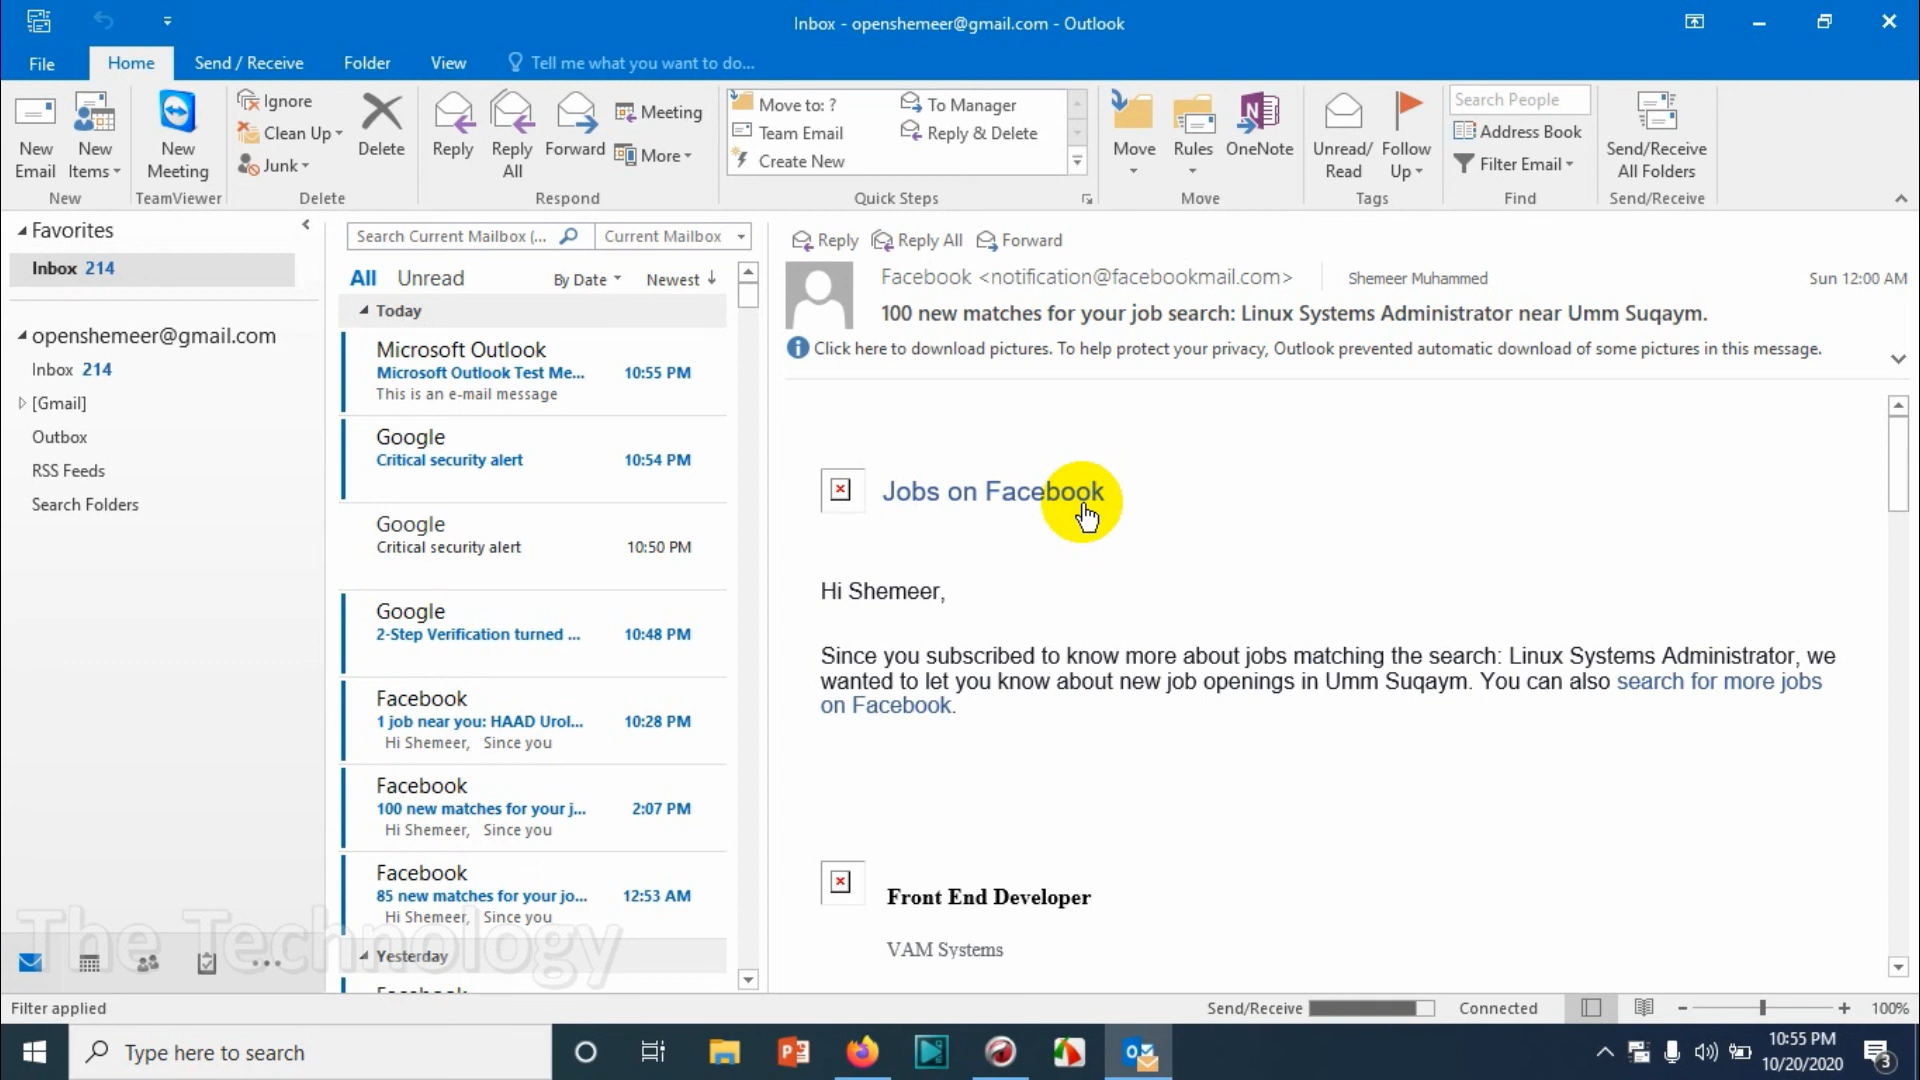 Inbox - openshemeer@gmail.com - Outlook
File Home Send / Receive Folder View Tell me what you want to do...
New Email
New Items
New
New Meeting
TeamViewer
Ignore
Clean Up
Junk
Delete
Delete
Reply
Reply All
Forward
Meeting
More
Respond
Move to: ?
Team Email
Create New
To Manager
Reply & Delete
Quick Steps
Move
Rules
OneNote
Move
Unread/ Read
Follow Up
Tags
Search People
Address Book
Filter Email
Find
Send/Receive All Folders
Send/Receive
Favorites
Inbox 214
openshemeer@gmail.com
Inbox 214
[Gmail]
Outbox
RSS Feeds
Search Folders
Search Current Mailbox (... Current Mailbox
All Unread By Date Newest ↓
Today
Microsoft Outlook
Microsoft Outlook Test Me... 10:55 PM
This is an e-mail message
Google
Critical security alert 10:54 PM
Google
Critical security alert 10:50 PM
Google
2-Step Verification turned ... 10:48 PM
Facebook
1 job near you: HAAD Urol... 10:28 PM
Hi Shemeer, Since you
Facebook
100 new matches for your j... 2:07 PM
Hi Shemeer, Since you
Facebook
85 new matches for your jo... 12:53 AM
Hi Shemeer, Since you
Yesterday
Facebook
Reply Reply All Forward
Facebook <notification@facebookmail.com> Shemeer Muhammed Sun 12:00 AM
100 new matches for your job search: Linux Systems Administrator near Umm Suqaym.
Click here to download pictures. To help protect your privacy, Outlook prevented automatic download of some pictures in this message.
Jobs on Facebook
Hi Shemeer,
Since you subscribed to know more about jobs matching the search: Linux Systems Administrator, we
wanted to let you know about new job openings in Umm Suqaym. You can also search for more jobs
on Facebook.
Front End Developer
VAM Systems
The Technology
Filter applied Send/Receive Connected 100%
Type here to search
10:55 PM
10/20/2020
3